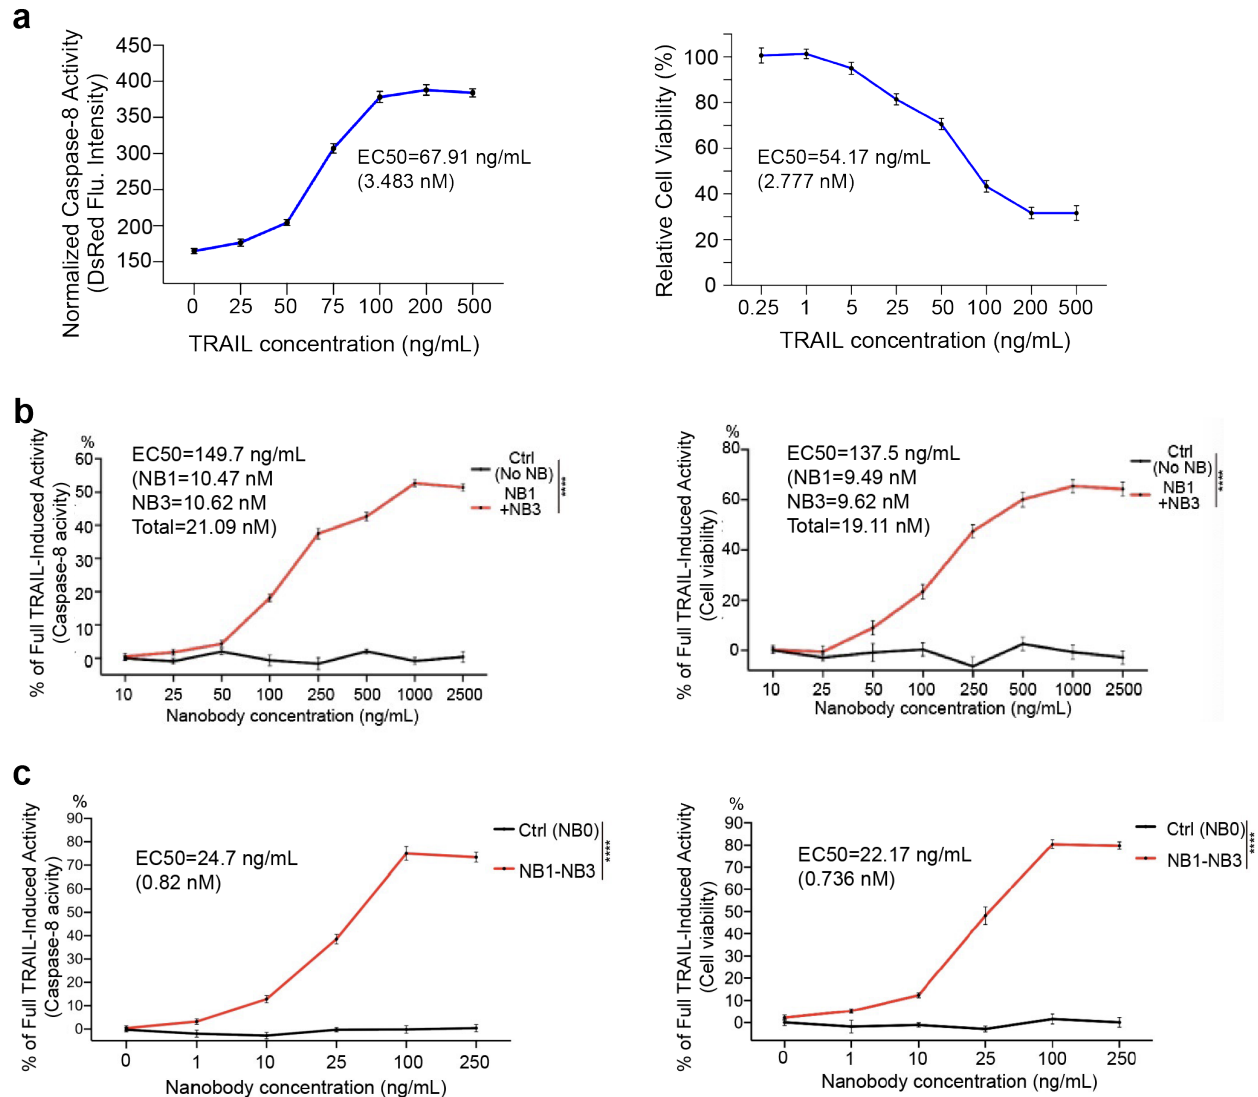 a
Normalized Caspase-8 Activity
(DsRed Flu. Intensity)
450
400
350
300
250
200
150
EC50=67.91 ng/mL
(3.483 nM)
0 25 50 75 100 200 500
TRAIL concentration (ng/mL)
Relative Cell Viability (%)
100
80
60
40
20
0
EC50=54.17 ng/mL
(2.777 nM)
0.25 1 5 25 50 100 200 500
TRAIL concentration (ng/mL)
b
% of Full TRAIL-Induced Activity
(Caspase-8 activity)
%
60
50
40
30
20
10
0
EC50=149.7 ng/mL
(NB1=10.47 nM
NB3=10.62 nM
Total=21.09 nM)
Ctrl
(No NB)
NB1
+NB3
****
10 25 50 100 250 500 1000 2500
Nanobody concentration (ng/mL)
% of Full TRAIL-Induced Activity
(Cell viability)
%
80
60
40
20
0
EC50=137.5 ng/mL
(NB1=9.49 nM
NB3=9.62 nM
Total=19.11 nM)
Ctrl
(No NB)
NB1
+NB3
****
10 25 50 100 250 500 1000 2500
Nanobody concentration (ng/mL)
c
% of Full TRAIL-Induced Activity
(Caspase-8 acivity)
%
90
80
70
60
50
40
30
20
10
0
EC50=24.7 ng/mL
(0.82 nM)
Ctrl (NB0)
NB1-NB3
****
0 1 10 25 100 250
Nanobody concentration (ng/mL)
% of Full TRAIL-Induced Activity
(Cell viability)
%
90
80
70
60
50
40
30
20
10
0
EC50=22.17 ng/mL
(0.736 nM)
Ctrl (NB0)
NB1-NB3
****
0 1 10 25 100 250
Nanobody concentration (ng/mL)